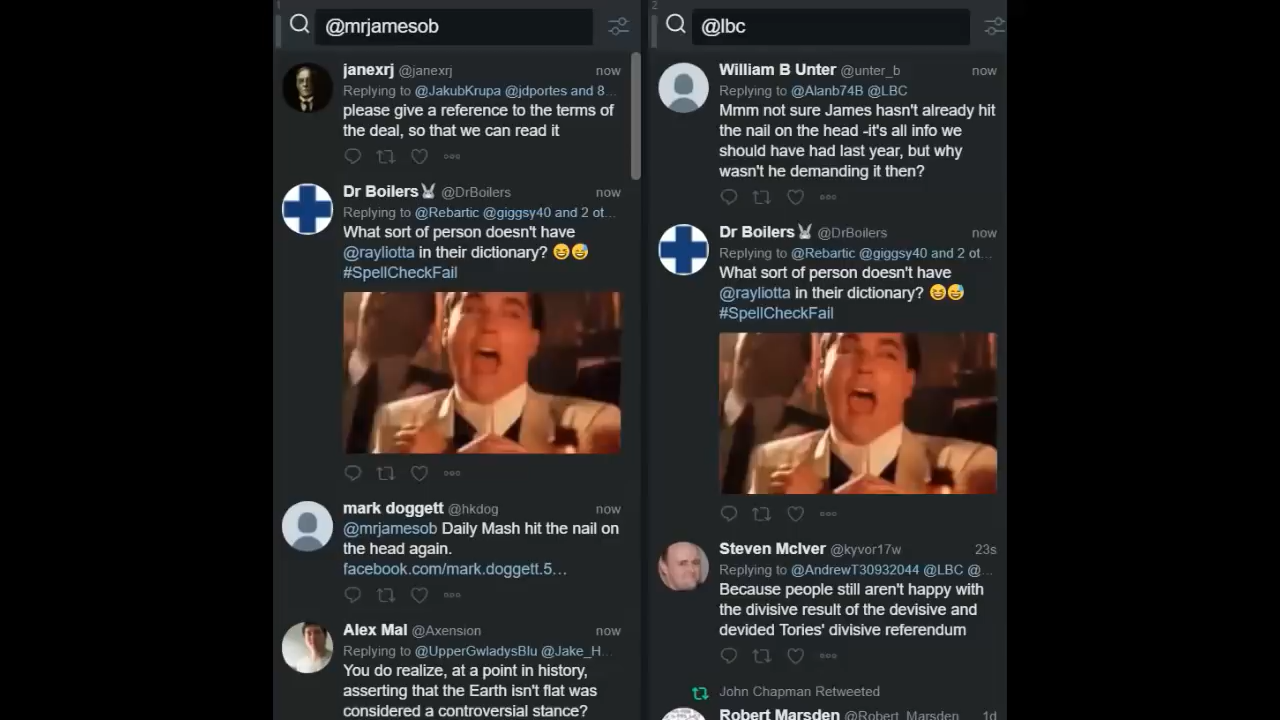 1
@mrjamesob
janexrj @janexrj now
Replying to @JakubKrupa @jdportes and 8...
please give a reference to the terms of
the deal, so that we can read it
Dr Boilers🐰 @DrBoilers now
Replying to @Rebartic @giggsy40 and 2 ot...
What sort of person doesn't have
@rayliotta in their dictionary? 😆😅
#SpellCheckFail
mark doggett @hkdog now
@mrjamesob Daily Mash hit the nail on
the head again.
facebook.com/mark.doggett.5…
Alex Mal @Axension now
Replying to @UpperGwladysBlu @Jake_H...
You do realize, at a point in history,
asserting that the Earth isn't flat was
considered a controversial stance?
2
@lbc
William B Unter @unter_b now
Replying to @Alanb74B @LBC
Mmm not sure James hasn't already hit
the nail on the head -it's all info we
should have had last year, but why
wasn't he demanding it then?
Dr Boilers🐰 @DrBoilers now
Replying to @Rebartic @giggsy40 and 2 ot...
What sort of person doesn't have
@rayliotta in their dictionary? 😆😅
#SpellCheckFail
Steven McIver @kyvor17w 23s
Replying to @AndrewT30932044 @LBC @...
Because people still aren't happy with
the divisive result of the devisive and
devided Tories' divisive referendum
John Chapman Retweeted
Robert Marsden @Robert_Marsden 1d